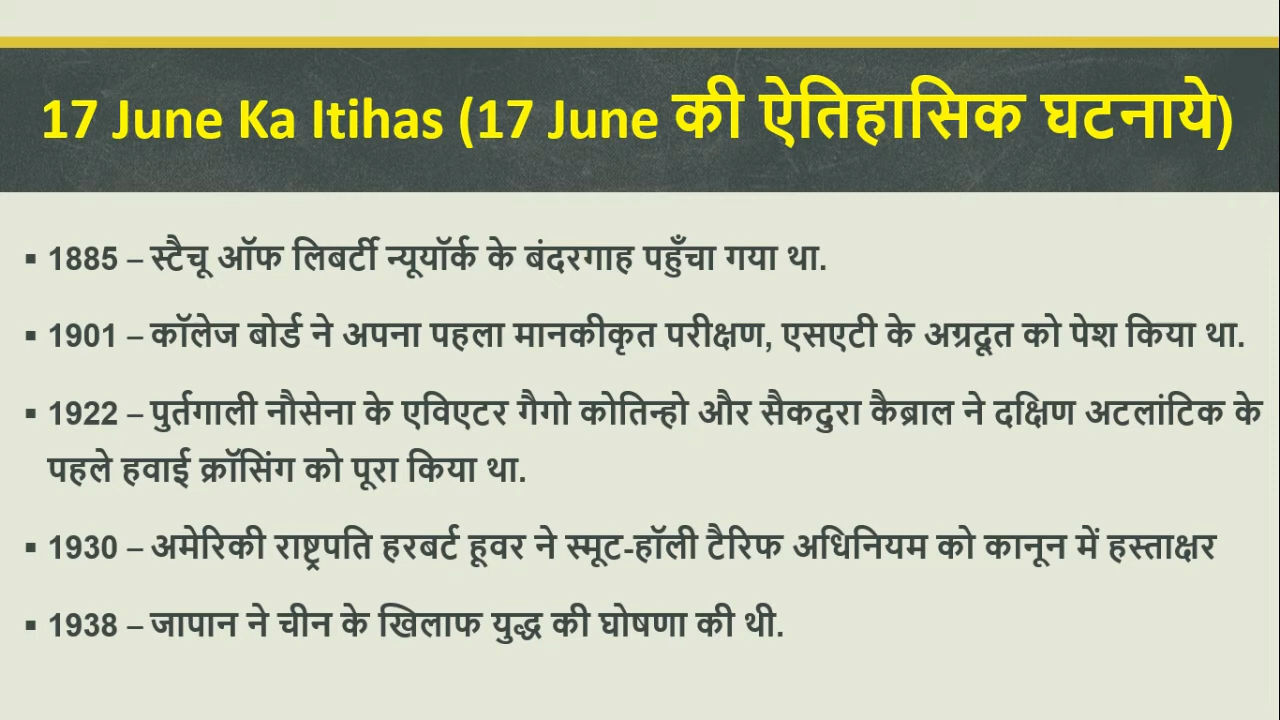 17 June Ka Itihas (17 June की ऐतिहासिक घटनाये)
▪ 1885 – स्टैचू ऑफ लिबर्टी न्यूयॉर्क के बंदरगाह पहुँचा गया था.
▪ 1901 – कॉलेज बोर्ड ने अपना पहला मानकीकृत परीक्षण, एसएटी के अग्रदूत को पेश किया था.
▪ 1922 – पुर्तगाली नौसेना के एविएटर गैगो कोतिन्हो और सैकदुरा कैब्राल ने दक्षिण अटलांटिक के
पहले हवाई क्रॉसिंग को पूरा किया था.
▪ 1930 – अमेरिकी राष्ट्रपति हरबर्ट हूवर ने स्मूट-हॉली टैरिफ अधिनियम को कानून में हस्ताक्षर
▪ 1938 – जापान ने चीन के खिलाफ युद्ध की घोषणा की थी.